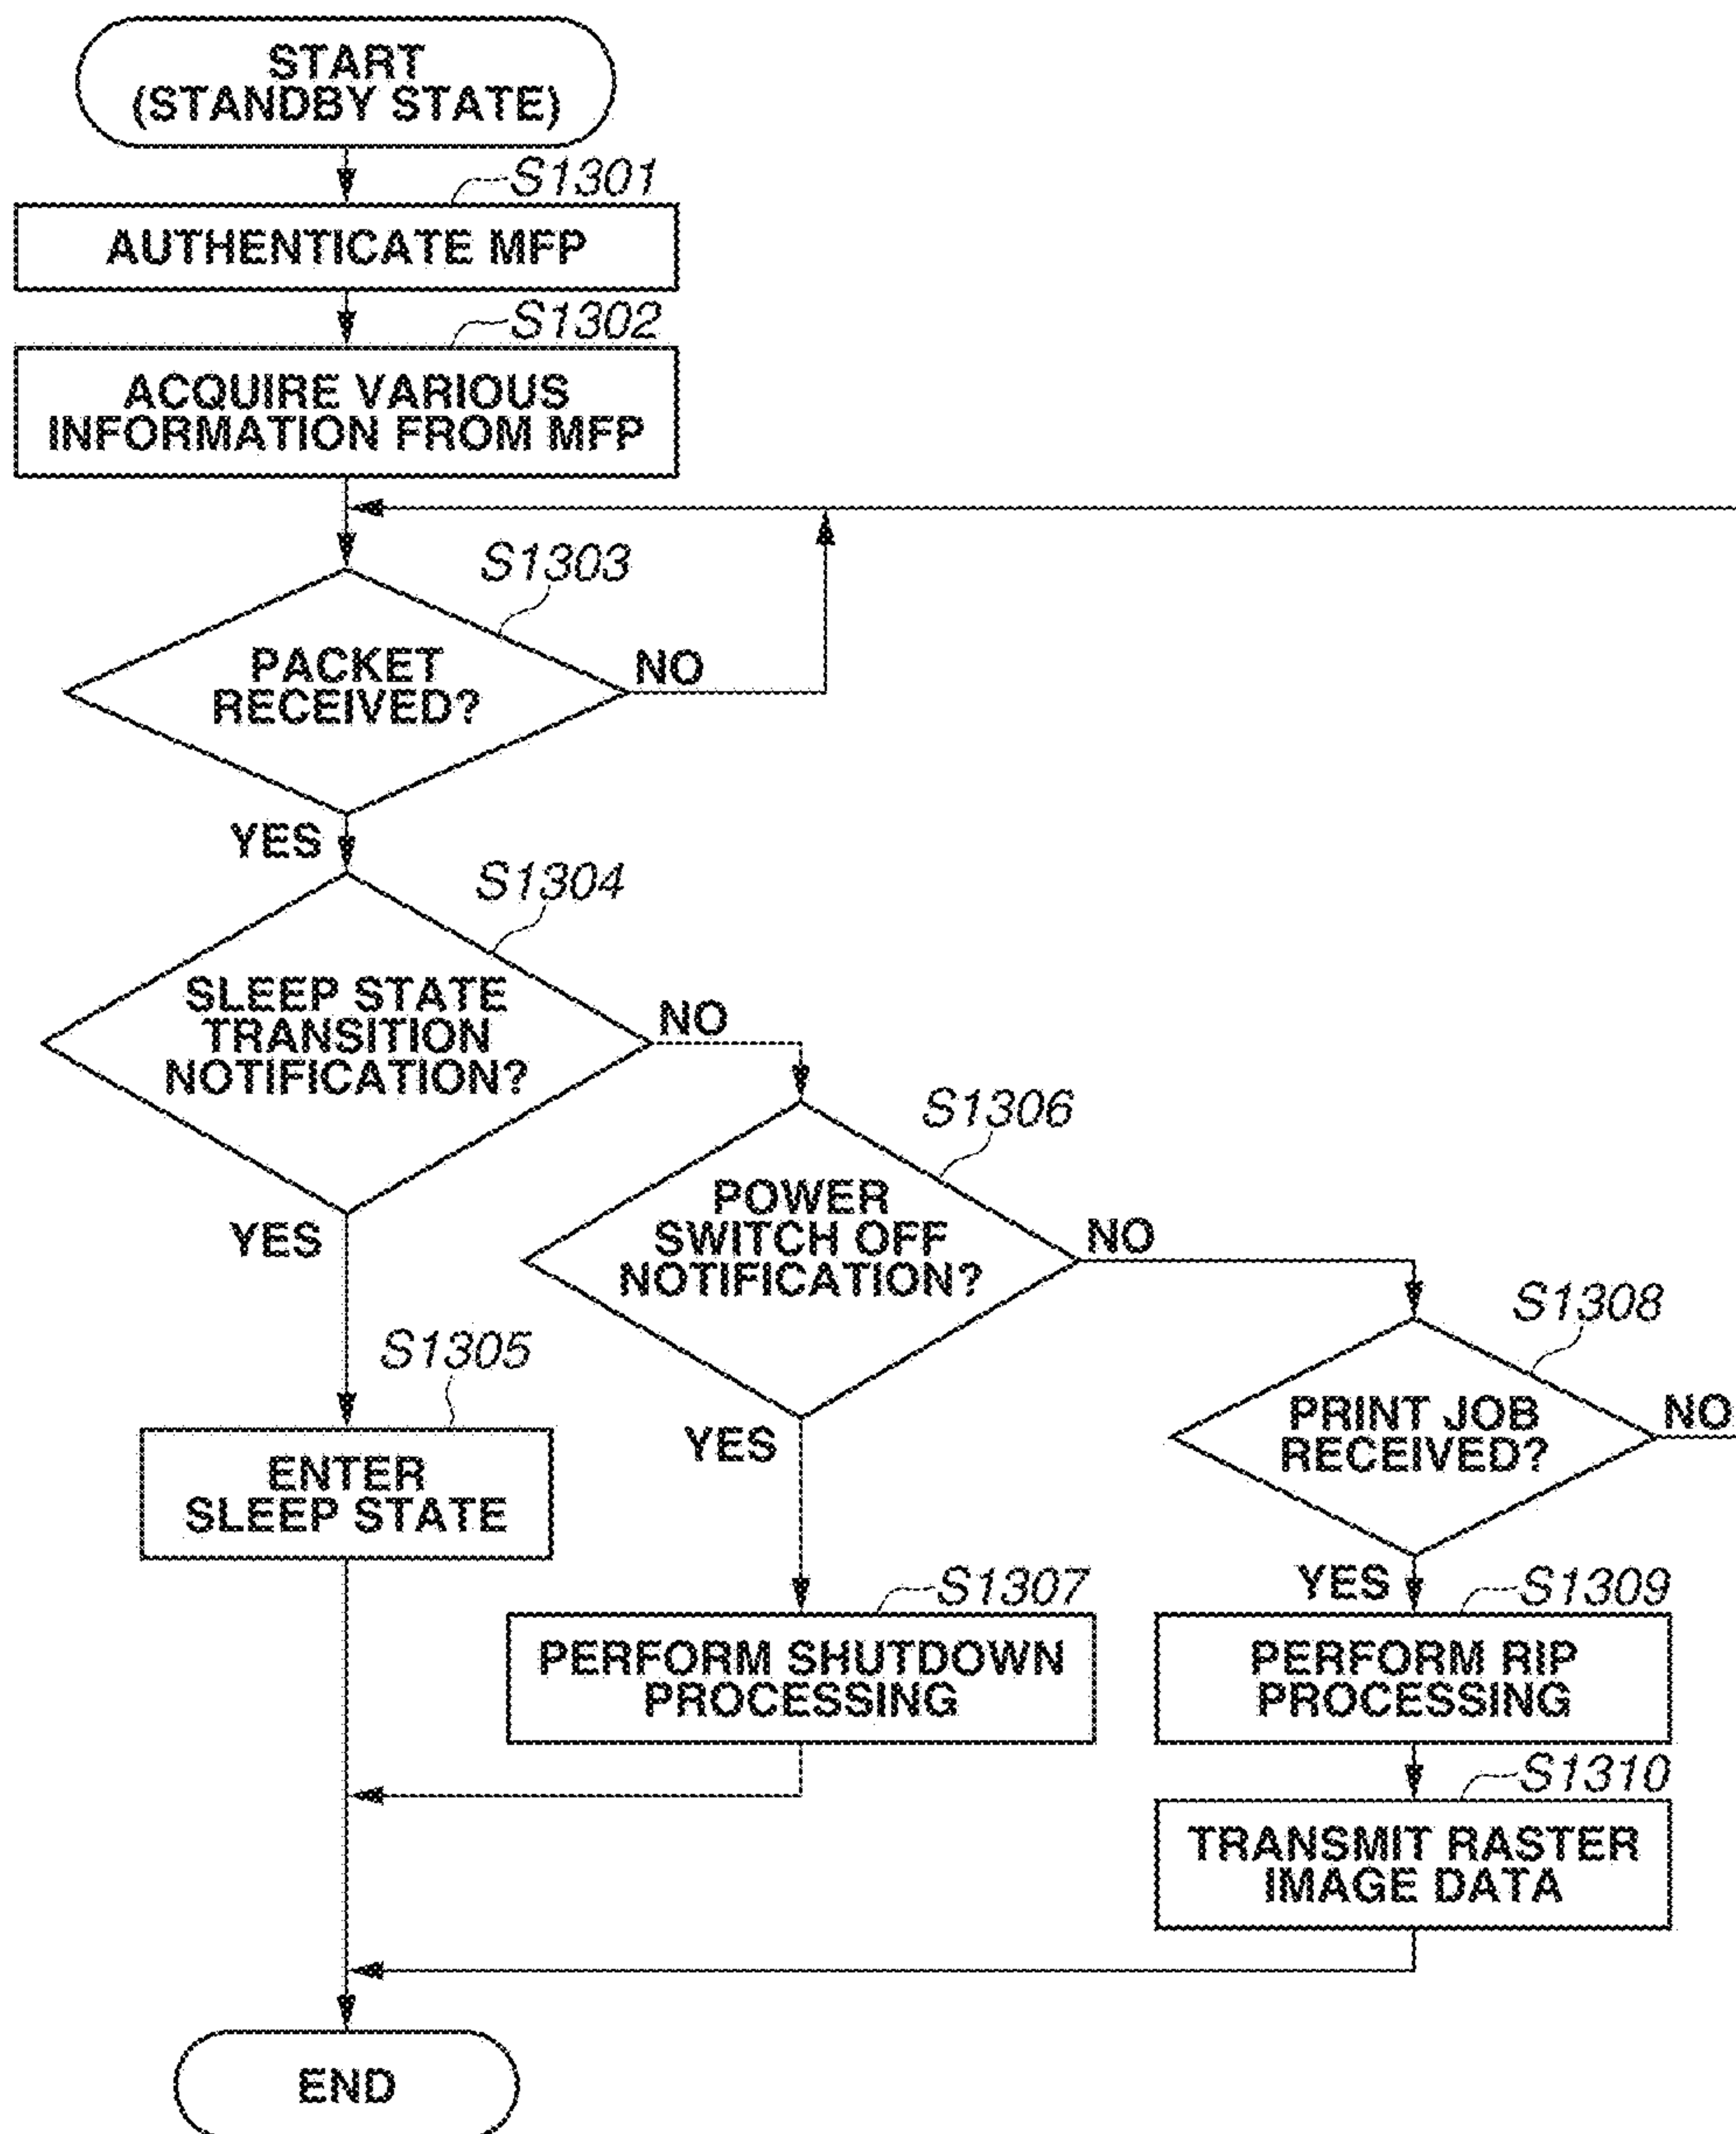 START
(STANDBY STATE)
S1301
AUTHENTICATE MFP
S1302
ACQUIRE VARIOUS
INFORMATION FROM MFP
S1303
PACKET
RECEIVED?
NO
YES
S1304
SLEEP STATE
TRANSITION
NOTIFICATION?
NO
YES
S1306
POWER
SWITCH OFF
NOTIFICATION?
NO
YES
S1305
ENTER
SLEEP STATE
S1308
PRINT JOB
RECEIVED?
NO
YES
S1307
PERFORM SHUTDOWN
PROCESSING
S1309
PERFORM RIP
PROCESSING
S1310
TRANSMIT RASTER
IMAGE DATA
END